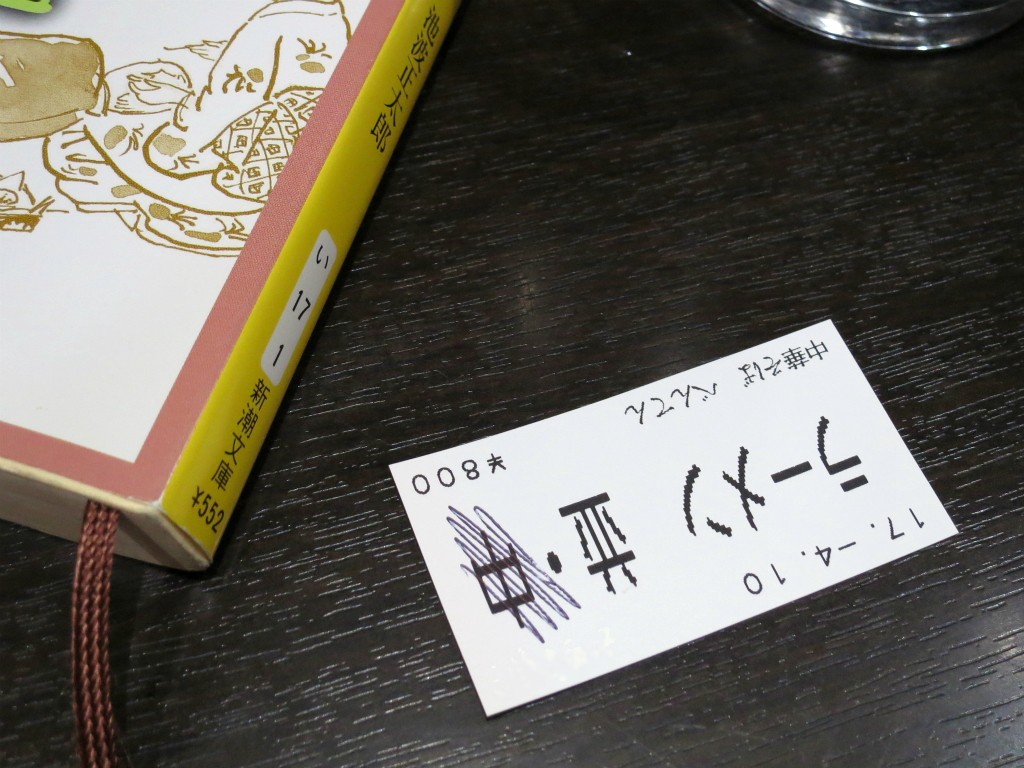 池波正太郎
い
17
1
新潮文庫
¥552
17.-4.10
ラーメン 並・中
¥800
中華そば べんてん